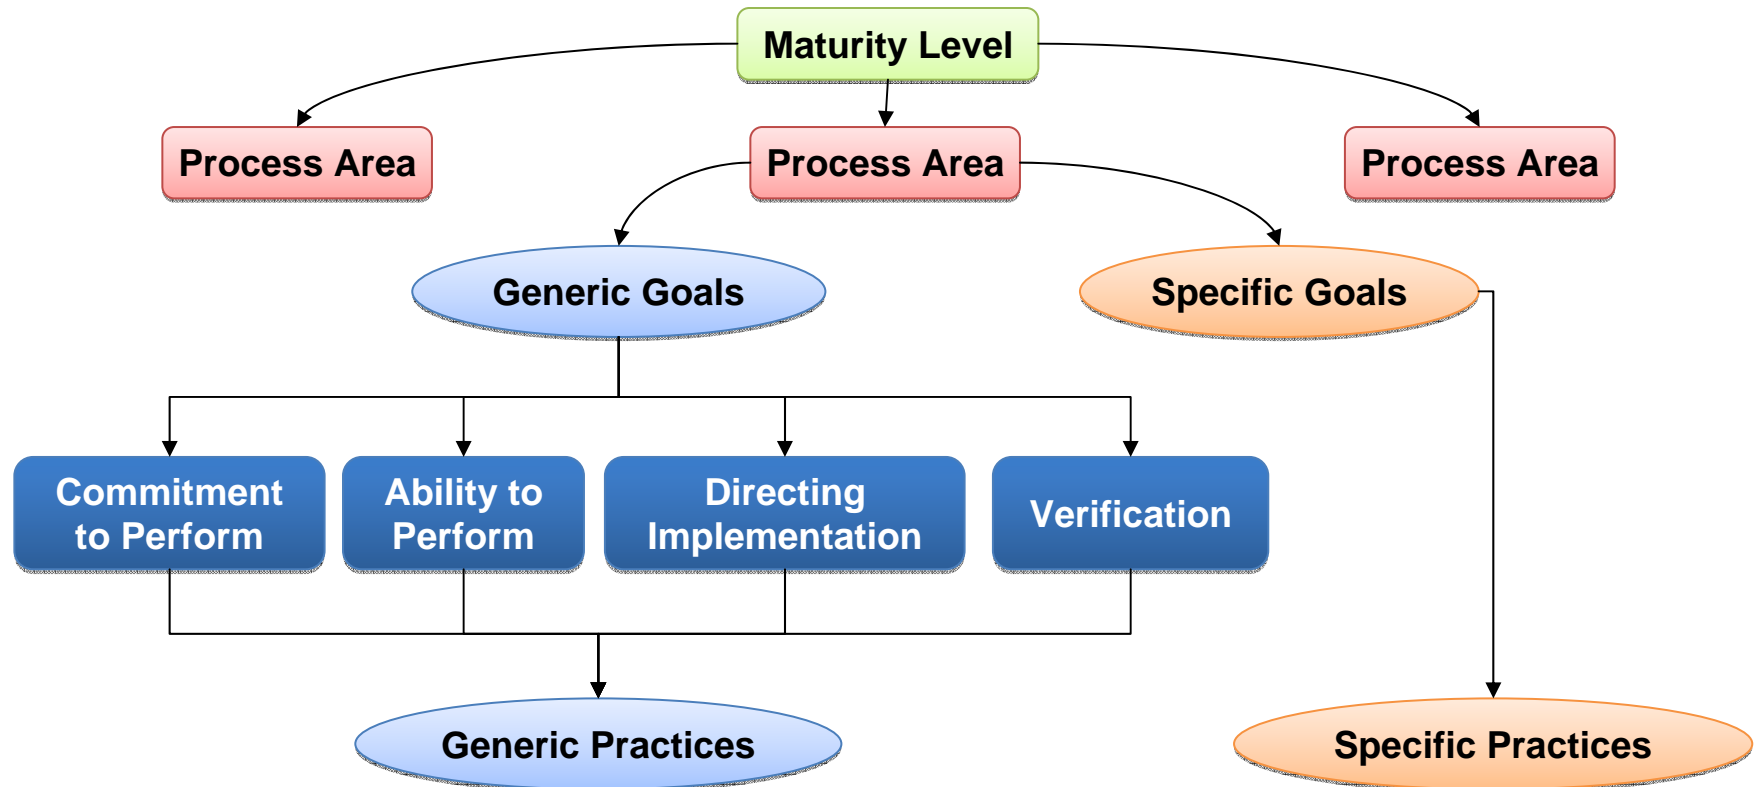 Maturity Level
Process Area
Process Area
Process Area
Generic Goals
Specific Goals
Commitment
to Perform
Ability to
Perform
Directing
Implementation
Verification
Generic Practices
Specific Practices